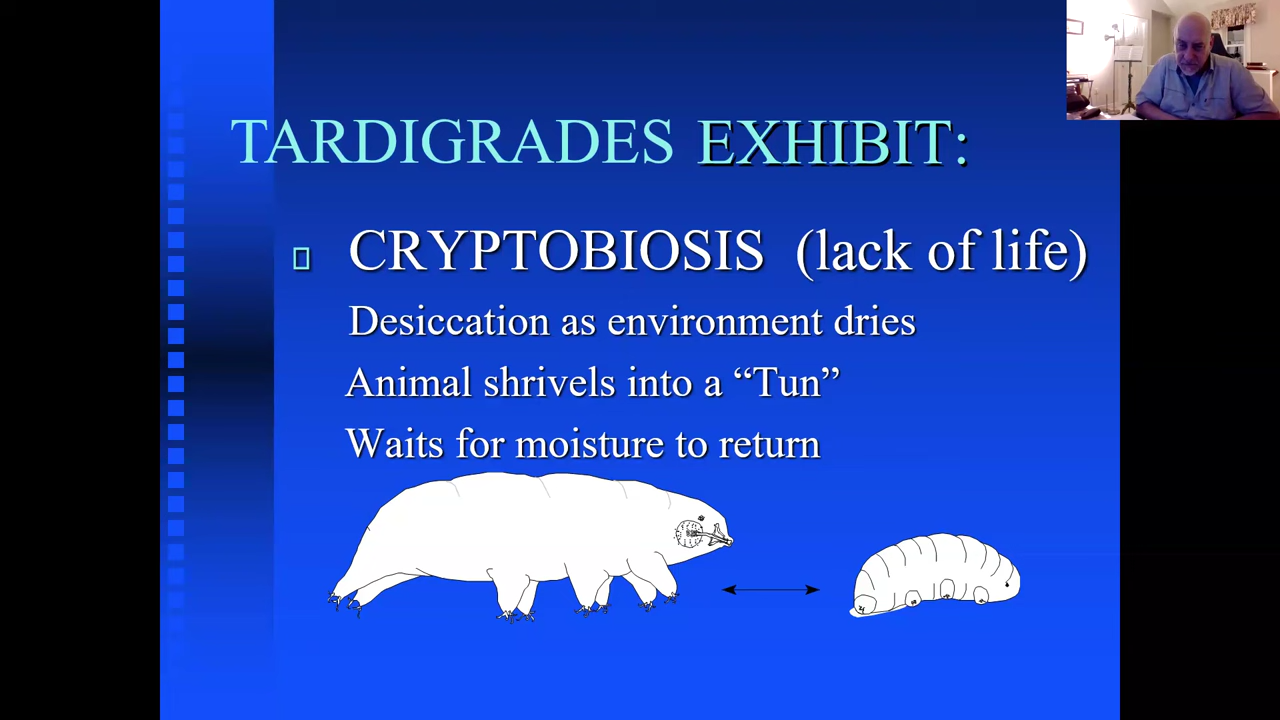 TARDIGRADES EXHIBIT:
CRYPTOBIOSIS (lack of life)
Desiccation as environment dries
Animal shrivels into a “Tun”
Waits for moisture to return